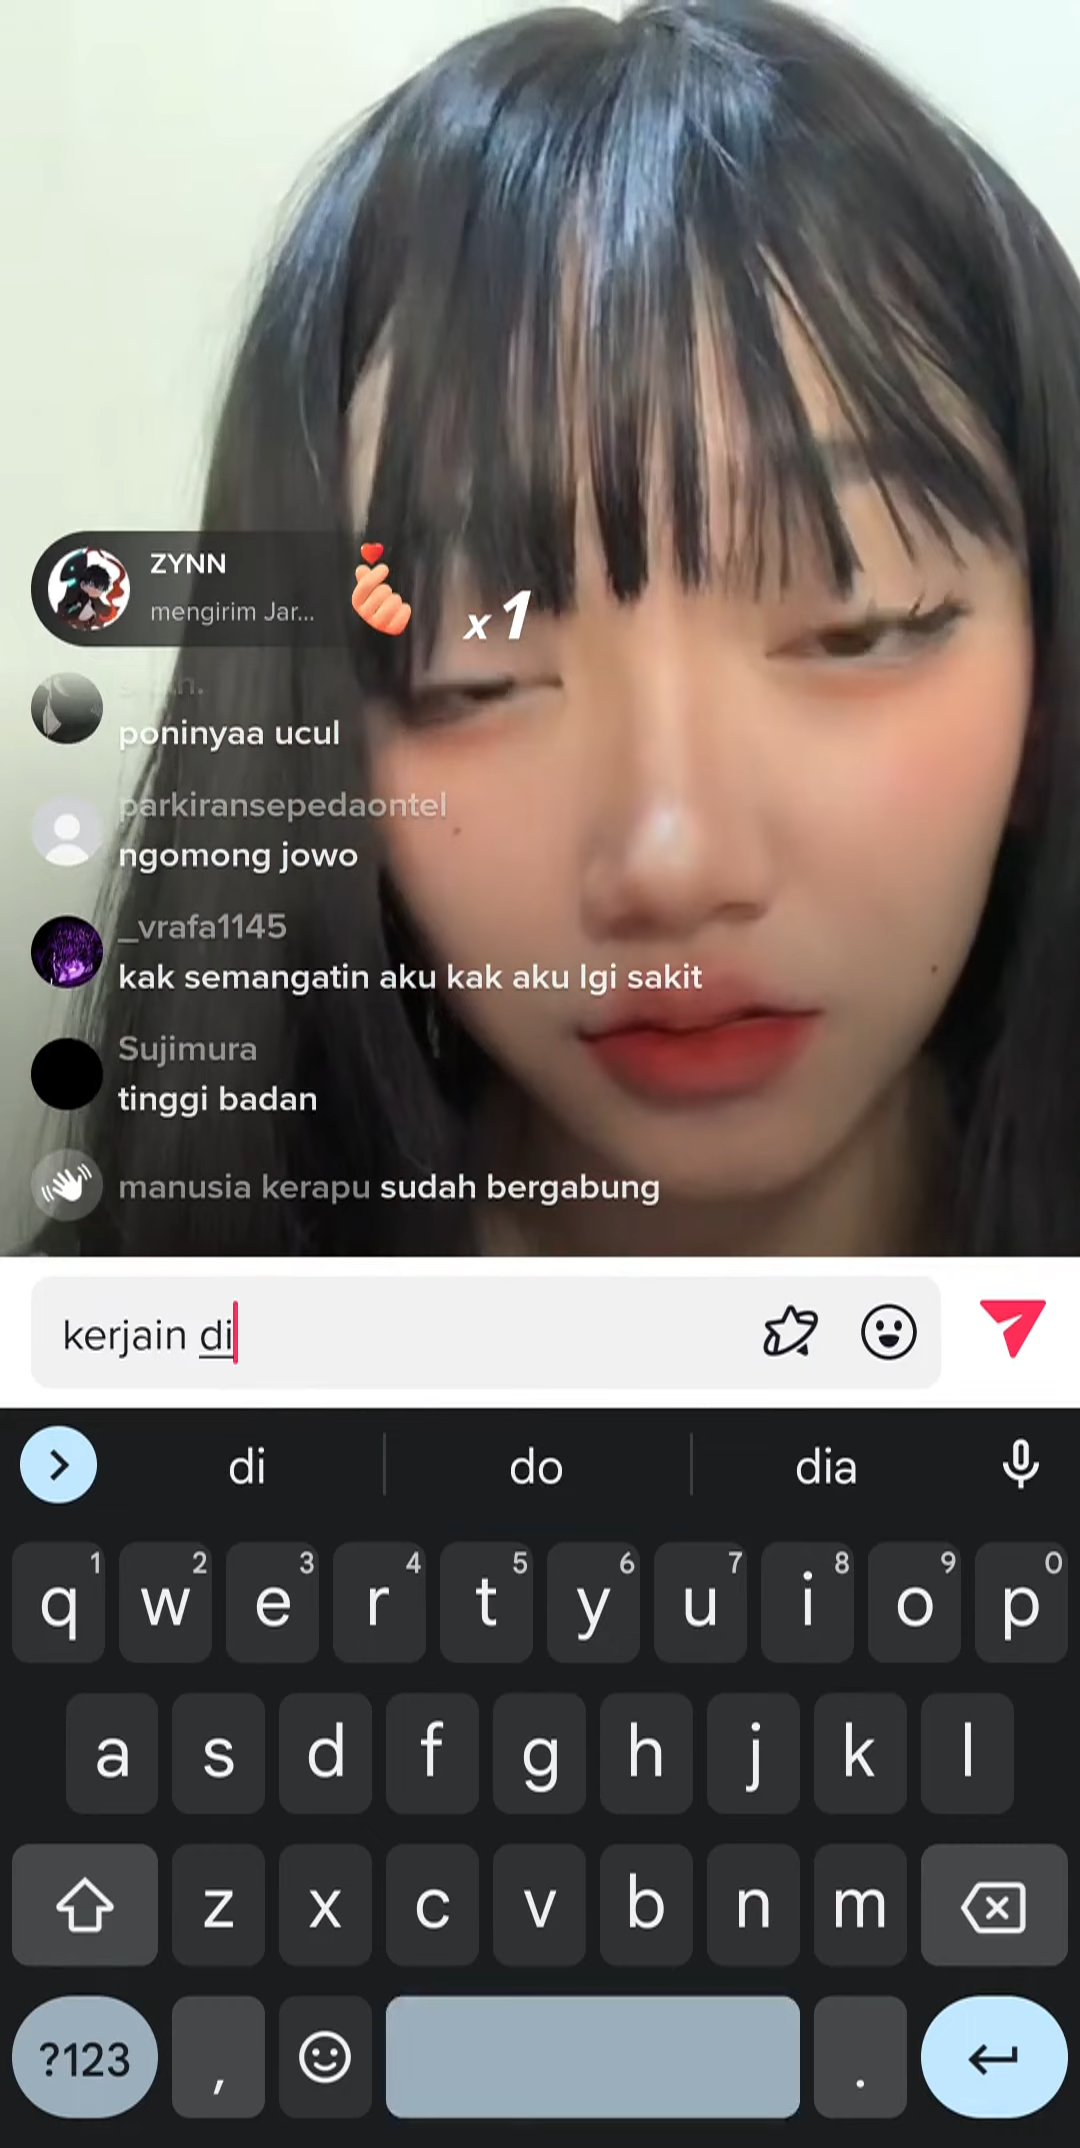 ZYNN
mengirim Jar...
x 1
poninyaa ucul
parkiransepedaontel
ngomong jowo
_vrafa1145
kak semangatin aku kak aku lgi sakit
Sujimura
tinggi badan
manusia kerapu sudah bergabung
kerjain di
di do dia
1 2 3 4 5 6 7 8 9 0
q w e r t y u i o p
a s d f g h j k l
z x c v b n m
?123 , .